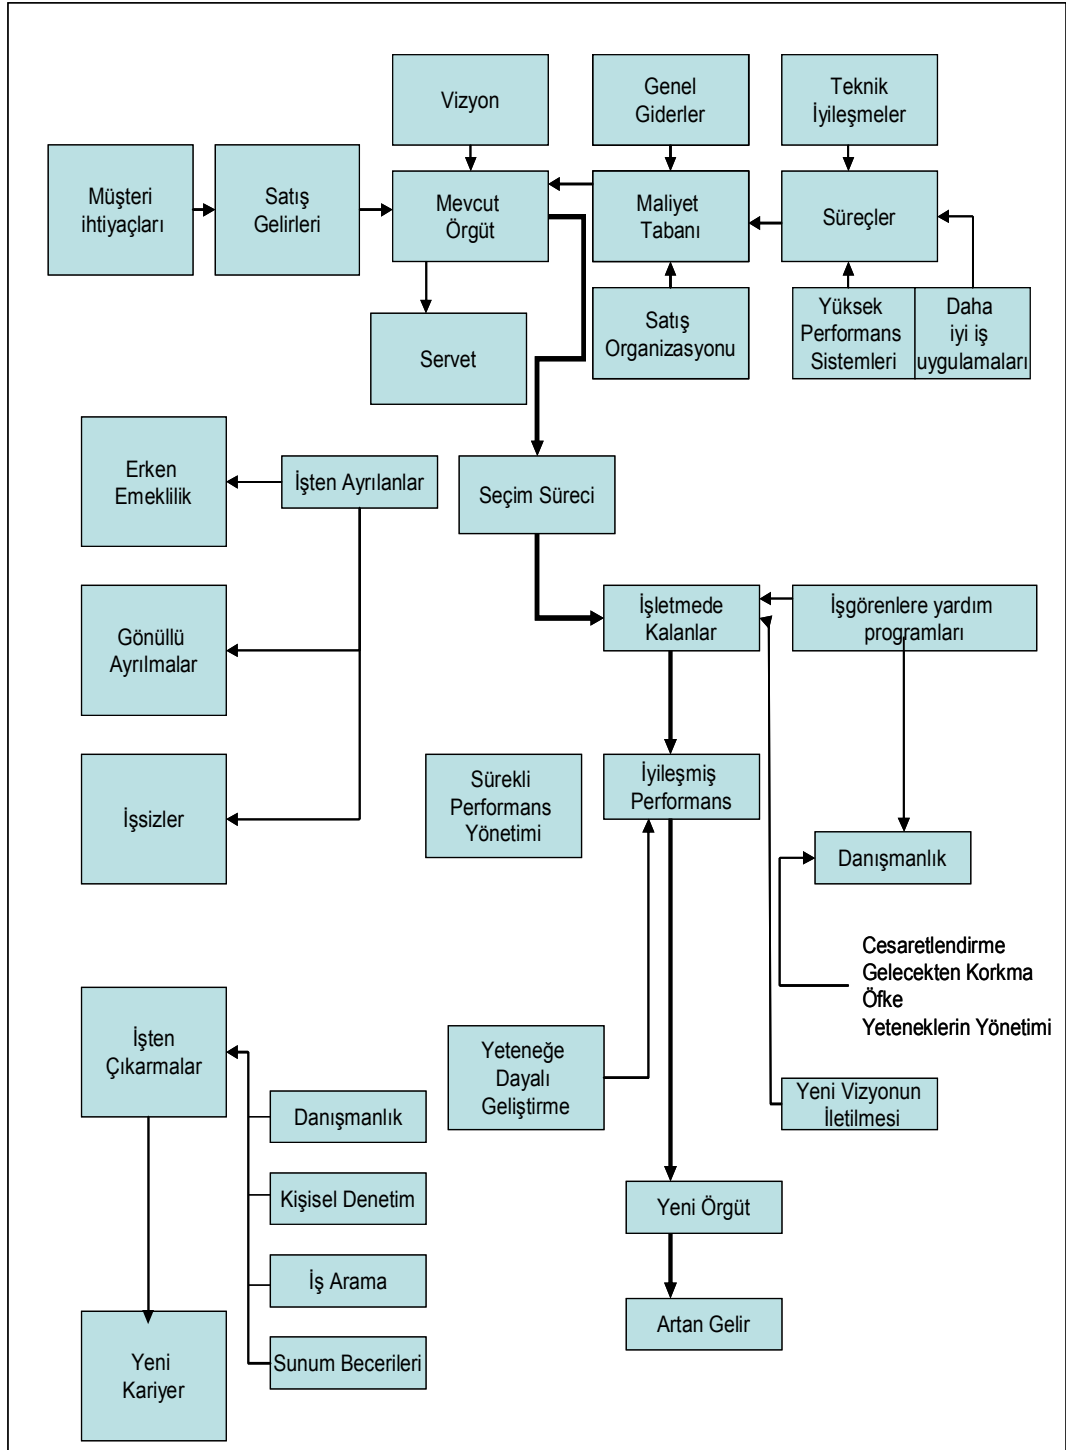 Vizyon
Genel
Giderler
Teknik
İyileşmeler
Müşteri
ihtiyaçları
Satış
Gelirleri
Mevcut
Örgüt
Maliyet
Tabanı
Süreçler
Servet
Satış
Organizasyonu
Yüksek
Performans
Sistemleri
Daha
iyi iş
uygulamaları
Erken
Emeklilik
İşten Ayrılanlar
Seçim Süreci
Gönüllü
Ayrılmalar
İşletmede
Kalanlar
İşgörenlere yardım
programları
İşsizler
Sürekli
Performans
Yönetimi
İyileşmiş
Performans
Danışmanlık
Cesaretlendirme
Gelecekten Korkma
Öfke
Yeteneklerin Yönetimi
İşten
Çıkarmalar
Yeteneğe
Dayalı
Geliştirme
Yeni Vizyonun
İletilmesi
Danışmanlık
Kişisel Denetim
Yeni Örgüt
İş Arama
Artan Gelir
Yeni
Kariyer
Sunum Becerileri